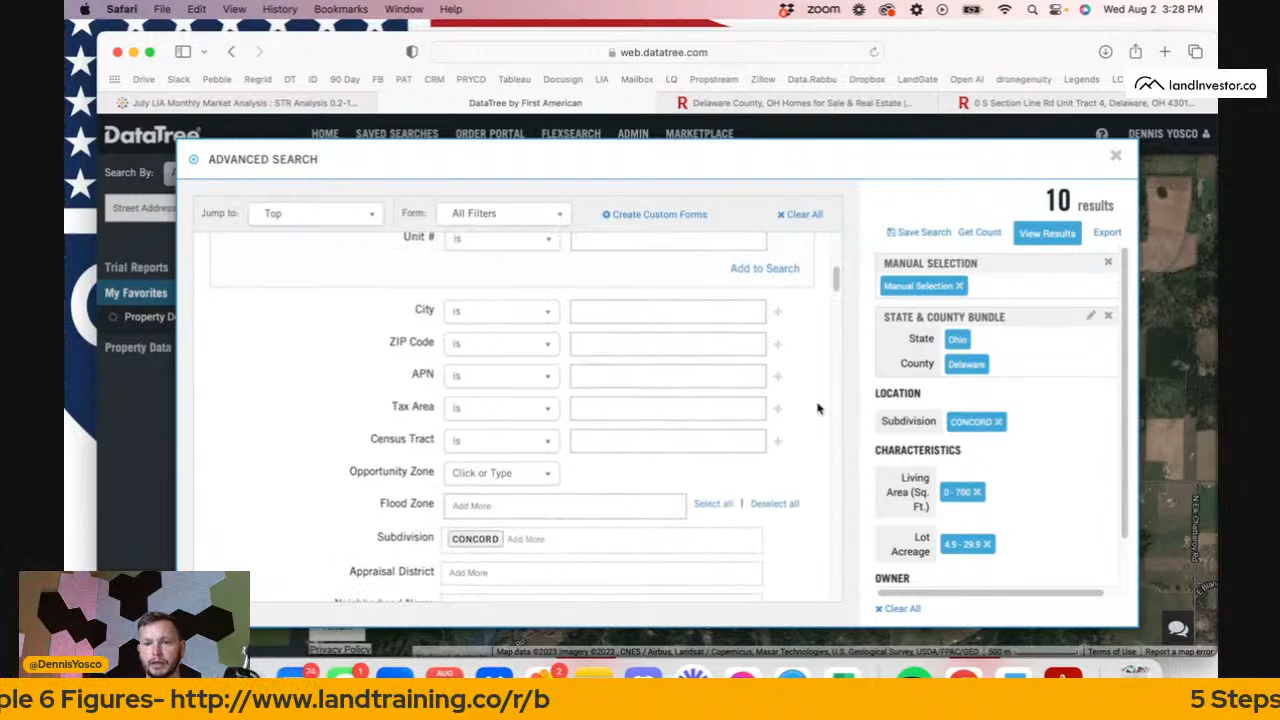 Safari File Edit View History Bookmarks Window Help zoom Wed Aug 2 3:28 PM
web.datatree.com
Drive Slack Pebble Regrid DT ID 90 Day FB PAT CRM PRYCD Tableau Docusign LIA Mailbox LQ Propstream Zillow Data.Rabbu Dropbox LandGate Open AI dronegenuity Legends LC
landInvestor.co
July LIA Monthly Market Analysis : STR Analysis 0.2-1... DataTree by First American Delaware County, OH Homes for Sale & Real Estate |... 0 S Section Line Rd Unit Tract 4, Delaware, OH 4301...
DataTree HOME SAVED SEARCHES ORDER PORTAL FLEXSEARCH ADMIN MARKETPLACE DENNIS YOSCO
ADVANCED SEARCH
Search By:
Street Address
Jump to: Top Form: All Filters Create Custom Forms Clear All
10 results
Save Search Get Count View Results Export
Unit # is
Add to Search
MANUAL SELECTION
Manual Selection
Trial Reports
My Favorites
Property D
Property Data
City is
ZIP Code is
APN is
Tax Area is
Census Tract is
Opportunity Zone Click or Type
Flood Zone Add More Select all | Deselect all
Subdivision CONCORD Add More
Appraisal District Add More
STATE & COUNTY BUNDLE
State Ohio
County Delaware
LOCATION
Subdivision CONCORD
CHARACTERISTICS
Living Area (Sq. Ft.) 0 - 700
Lot Acreage 4.9 - 29.9
OWNER
Clear All
N Elk Chattaroy Rd
Privacy Policy
Map data ©2023 Imagery ©2023 , CNES / Airbus, Landsat / Copernicus, Maxar Technologies, U.S. Geological Survey, USDA/FPAC/GEO 500 m Terms of Use Report a map error
@DennisYosco
74 1 AUG 2
ple 6 Figures- http://www.landtraining.co/r/b 5 Steps